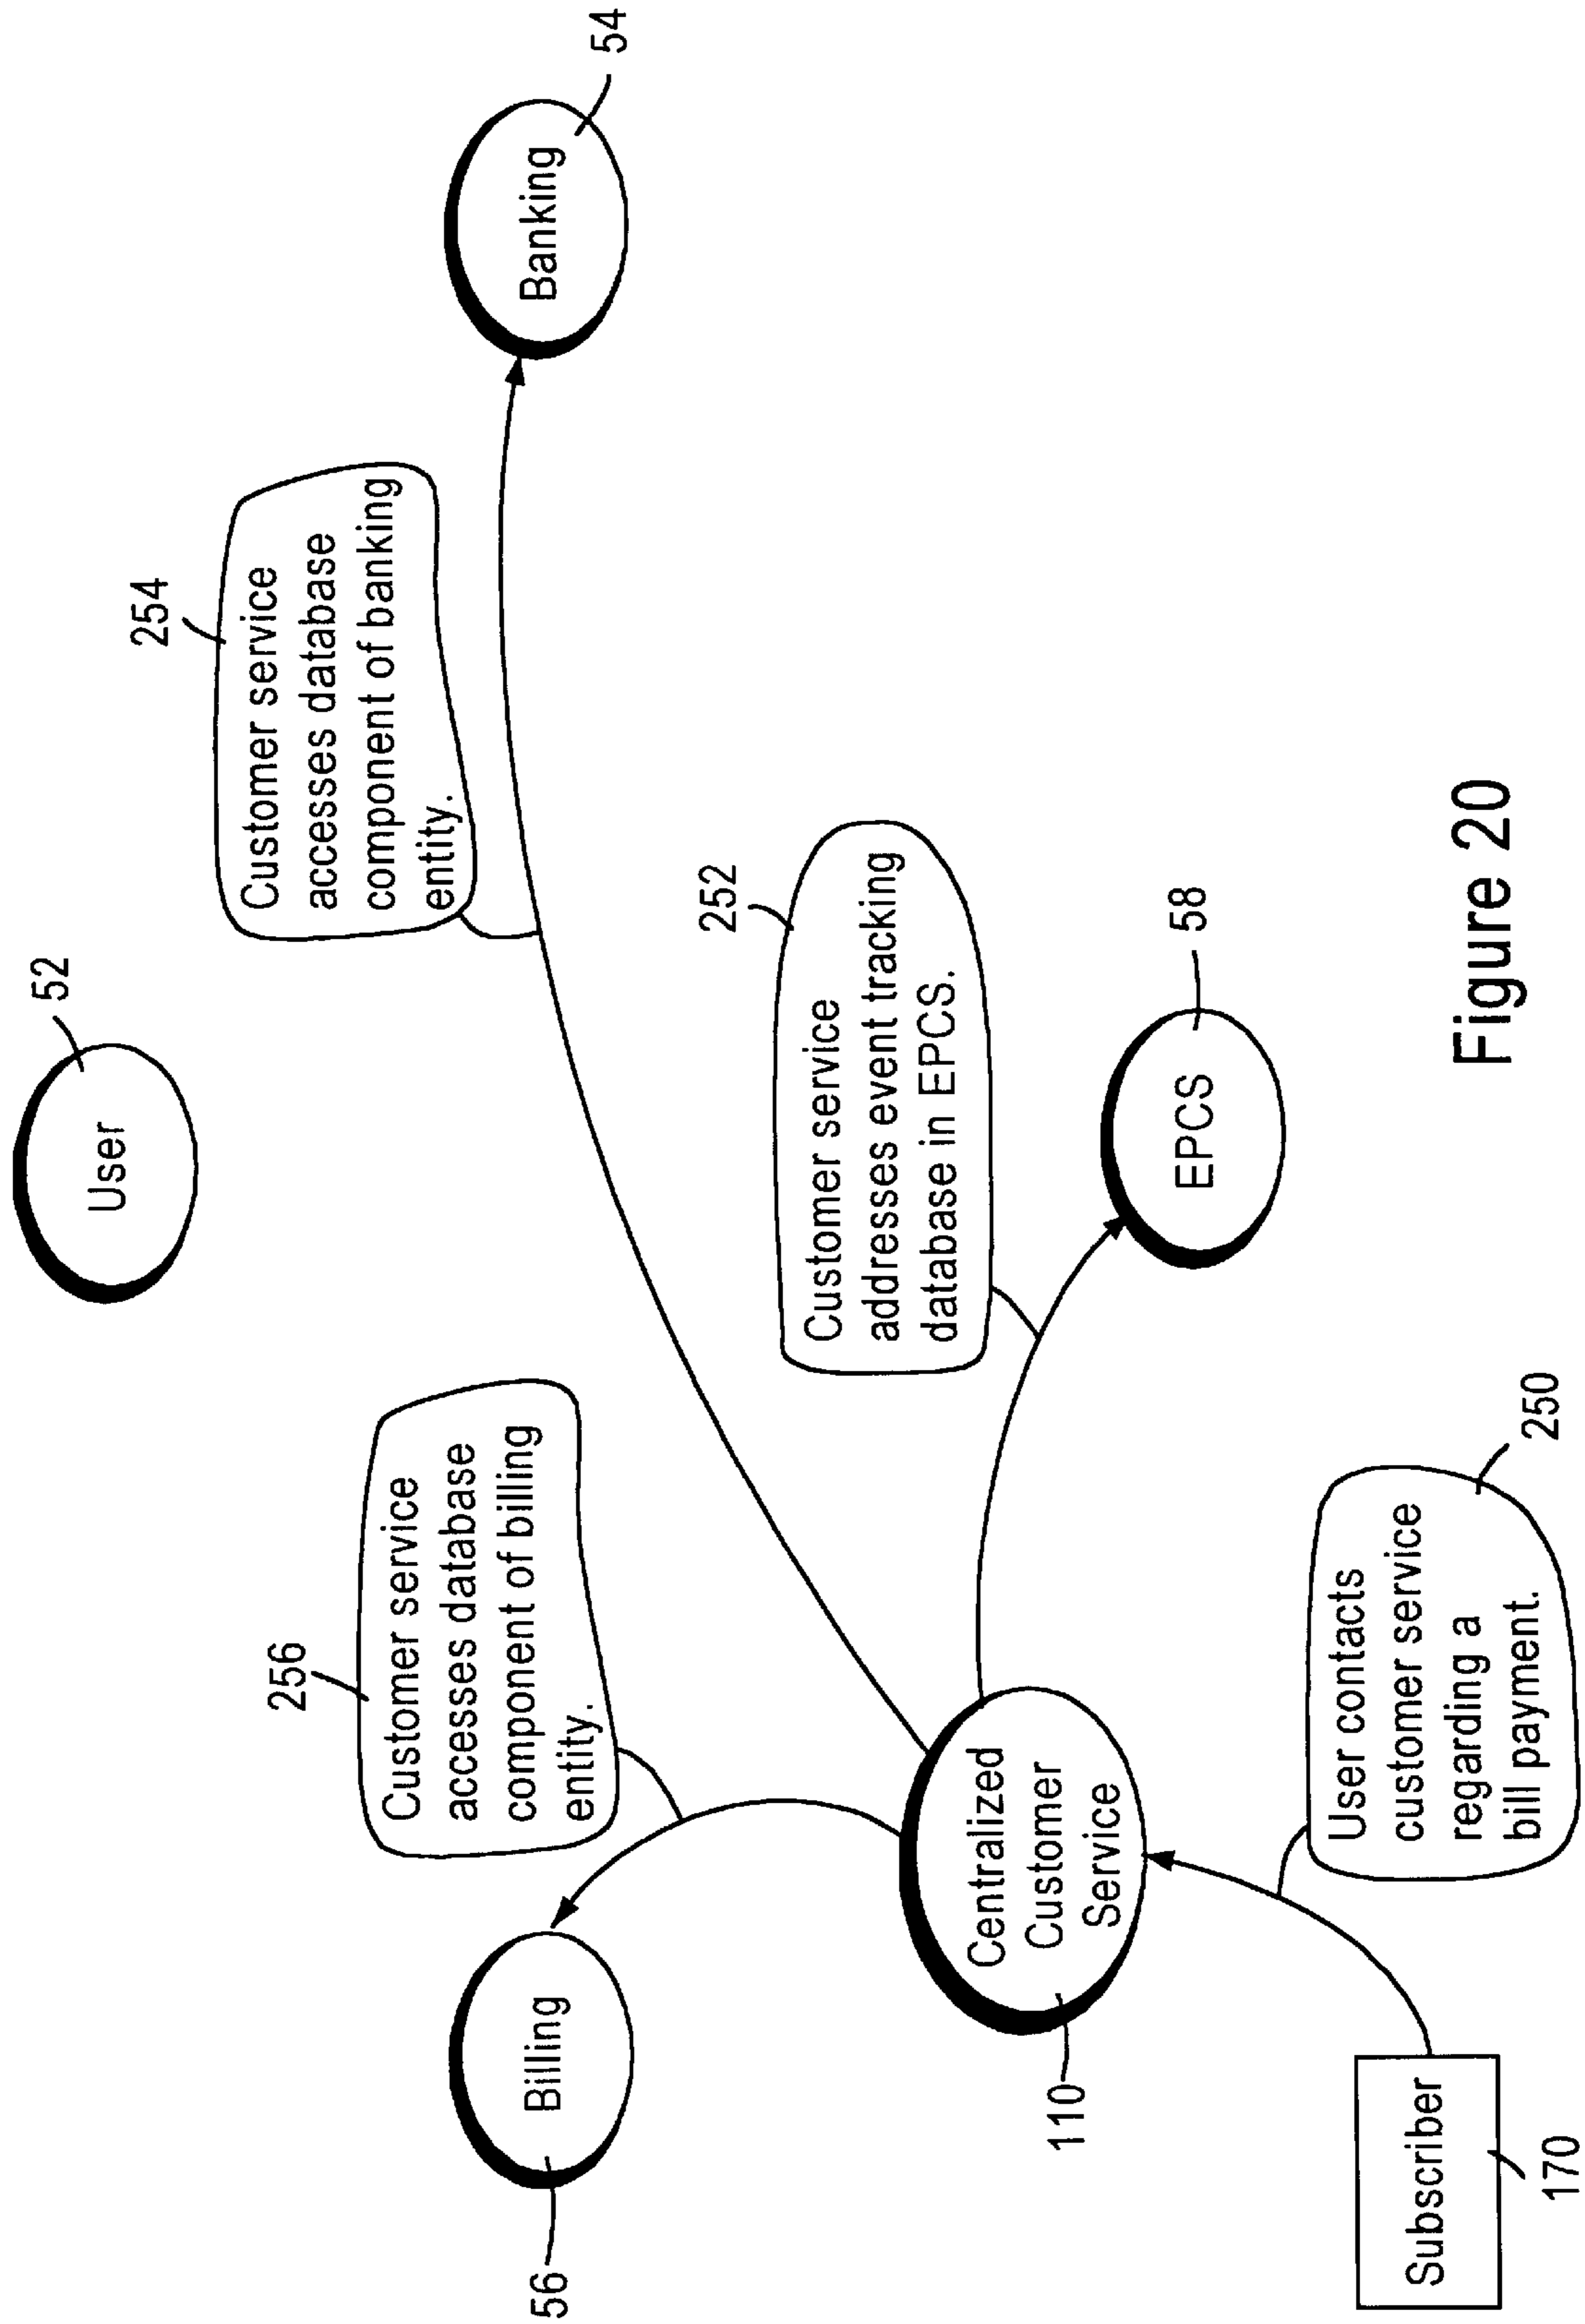 52
User
254
Customer service
accesses database
component of banking
entity.
256
Customer service
accesses database
component of billing
entity.
54
Banking
56
Billing
252
Customer service
addresses event tracking
database in EPCS.
110
Centralized
Customer
Service
58
EPCS
250
User contacts
customer service
regarding a
bill payment.
Subscriber
170
Figure 20